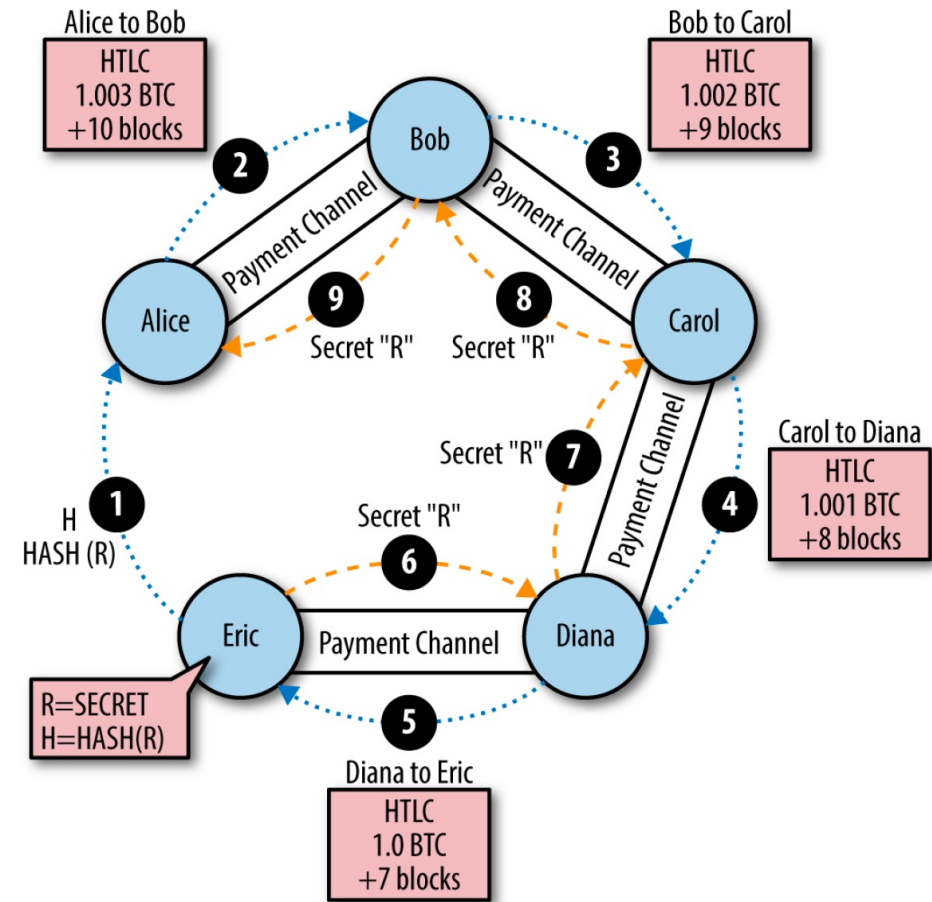 Alice to Bob
HTLC
1.003 BTC
+10 blocks
Bob to Carol
HTLC
1.002 BTC
+9 blocks
Bob
2
3
Payment Channel
Payment Channel
Alice
9
8
Carol
Secret "R"
Secret "R"
Secret "R"
7
Payment Channel
Carol to Diana
HTLC
1.001 BTC
+8 blocks
4
1
H
HASH (R)
Secret "R"
6
Eric
Payment Channel
Diana
R=SECRET
H=HASH(R)
5
Diana to Eric
HTLC
1.0 BTC
+7 blocks